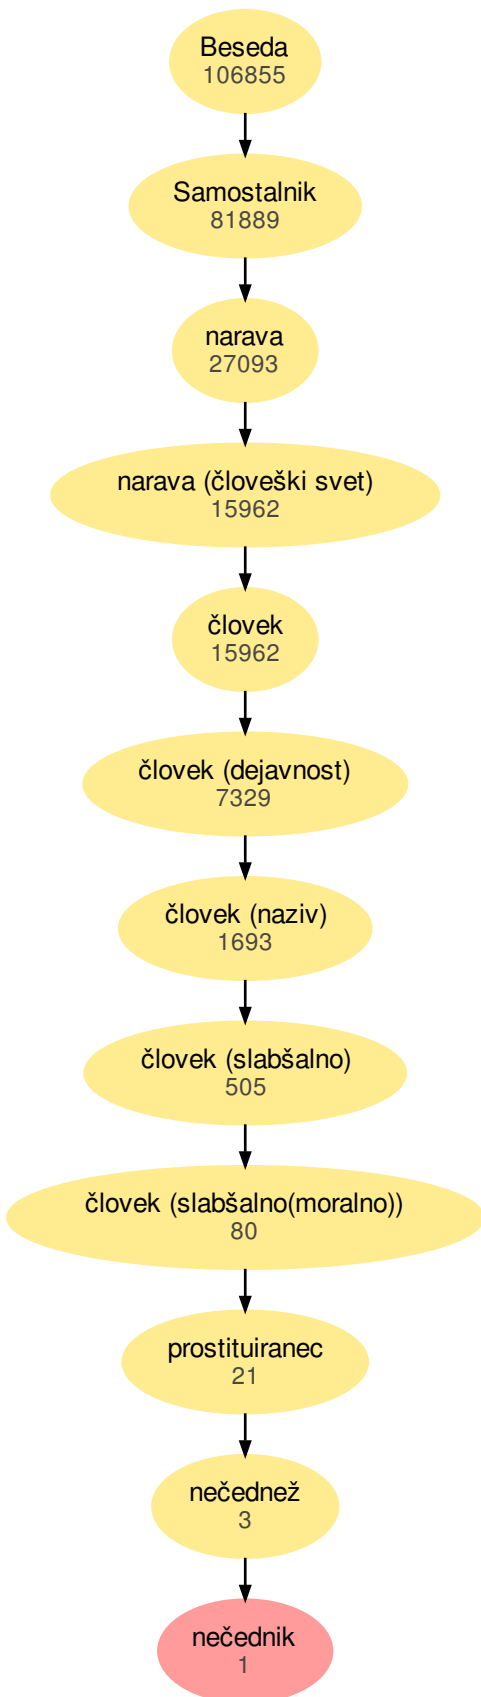 Beseda
106855
Samostalnik
81889
narava
27093
narava (človeški svet)
15962
človek
15962
človek (dejavnost)
7329
človek (naziv)
1693
človek (slabšalno)
505
človek (slabšalno(moralno))
80
prostituiranec
21
nečednež
3
nečednik
1